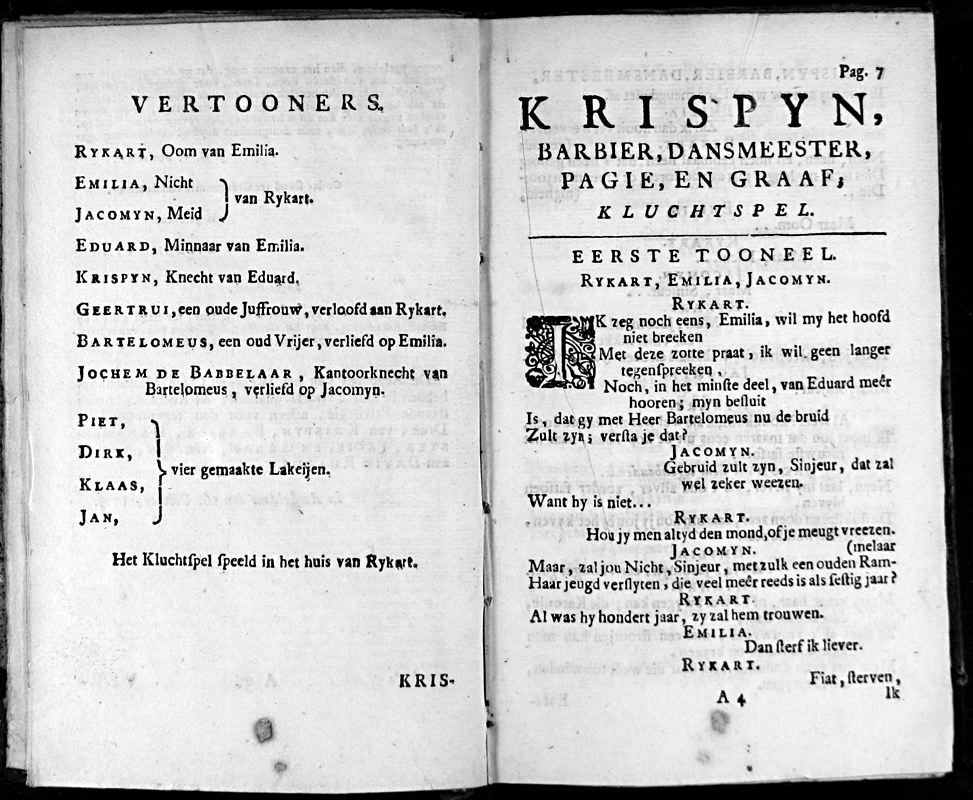 VERTOONERS.
RYKART, Oom van Emilia.
EMILIA, Nicht
JACOMYN, Meid
van Rykart.
EDUARD, Minnaar van Emilia.
KRISPYN, Knecht van Eduard.
GEERTRUI, een oude Juffrouw, verloofd aan Rykart.
BARTELOMEUS, een oud Vrijer, verliefd op Emilia.
JOCHEM DE BABBELAAR, Kantoorknecht van
Bartelomeus, verliefd op Jacomyn.
PIET,
DIRK,
KLAAS,
JAN,
vier gemaakte Lakeijen.
Het Kluchtſpel ſpeeld in het huis van Rykart.
KRIS-
Pag. 7
KRISPYN,
BARBIER, DANSMEESTER,
PAGIE, EN GRAAF;
KLUCHTSPEL.
EERSTE TOONEEL.
RYKART, EMILIA, JACOMYN.
RYKART.
IK zeg noch eens, Emilia, wil my het hoofd
niet breeken
Met deze zotte praat, ik wil geen langer
tegenſpreeken,
Noch, in het minſte deel, van Eduard meêr
hooren; myn beſluit
Is, dat gy met Heer Bartelomeus nu de bruid
Zult zyn; verſta je dat?
JACOMYN.
Gebruid zult zyn, Sinjeur, dat zal
wel zeker weezen.
Want hy is niet...
RYKART.
Hou jy men altyd den mond, of je meugt vreezen.
JACOMYN. (melaar
Maar, zal jou Nicht, Sinjeur, met zulk een ouden Ram-
Haar jeugd verſlyten, die veel meêr reeds is als ſeſtig jaar?
RYKART.
Al was hy hondert jaar, zy zal hem trouwen.
EMILIA.
Dan ſterf ik liever.
RYKART.
Fiat, ſterven,
A 4 Ik